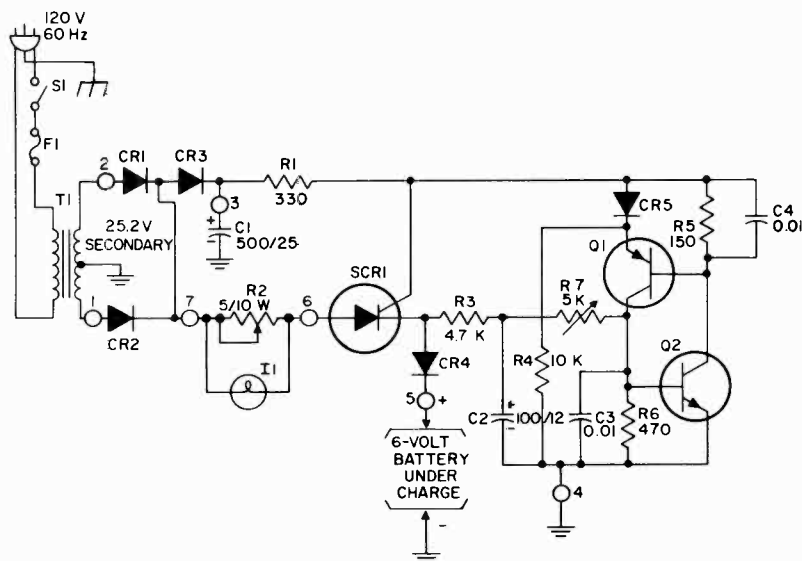 120 V
60 Hz
S1
F1
T1
25.2V
SECONDARY
2
CR1
CR3
R1
330
3
+
-
C1
500/25
1
CR2
7
R2
5/10 W
6
I1
SCR1
CR4
5
+
6-VOLT
BATTERY
UNDER
CHARGE
-
R3
4.7 K
C2
+
-
100/12
R4
10 K
R7
5K
C3
0.01
R6
470
CR5
Q1
R5
150
C4
0.01
Q2
4